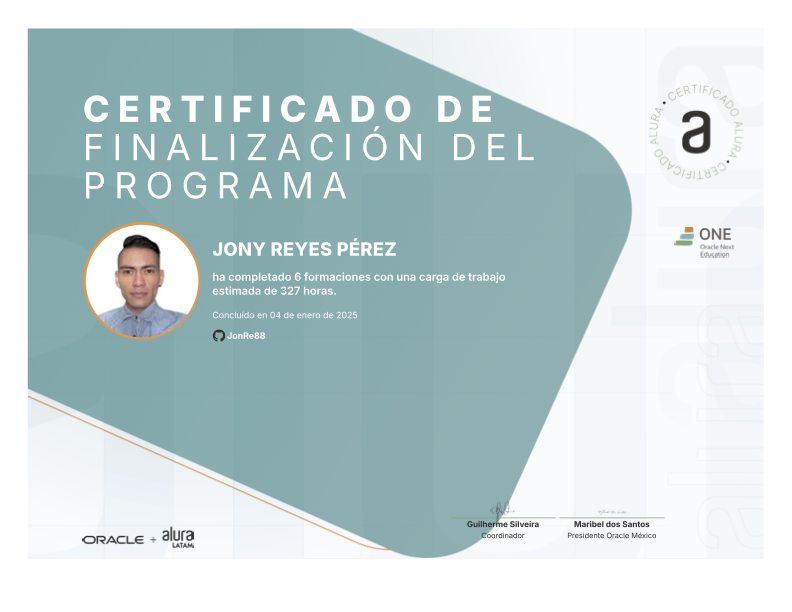 CERTIFICADO DE
FINALIZACIÓN DEL
PROGRAMA
CERTIFICADO ALURA • CERTIFICADO ALURA •
a
ONE
Oracle Next
Education
JONY REYES PÉREZ
ha completado 6 formaciones con una carga de trabajo
estimada de 327 horas.
Concluído en 04 de enero de 2025
JonRe88
ORACLE + alura
LATAM
Guilherme Silveira
Coordinador
Maribel dos Santos
Presidente Oracle México
alura